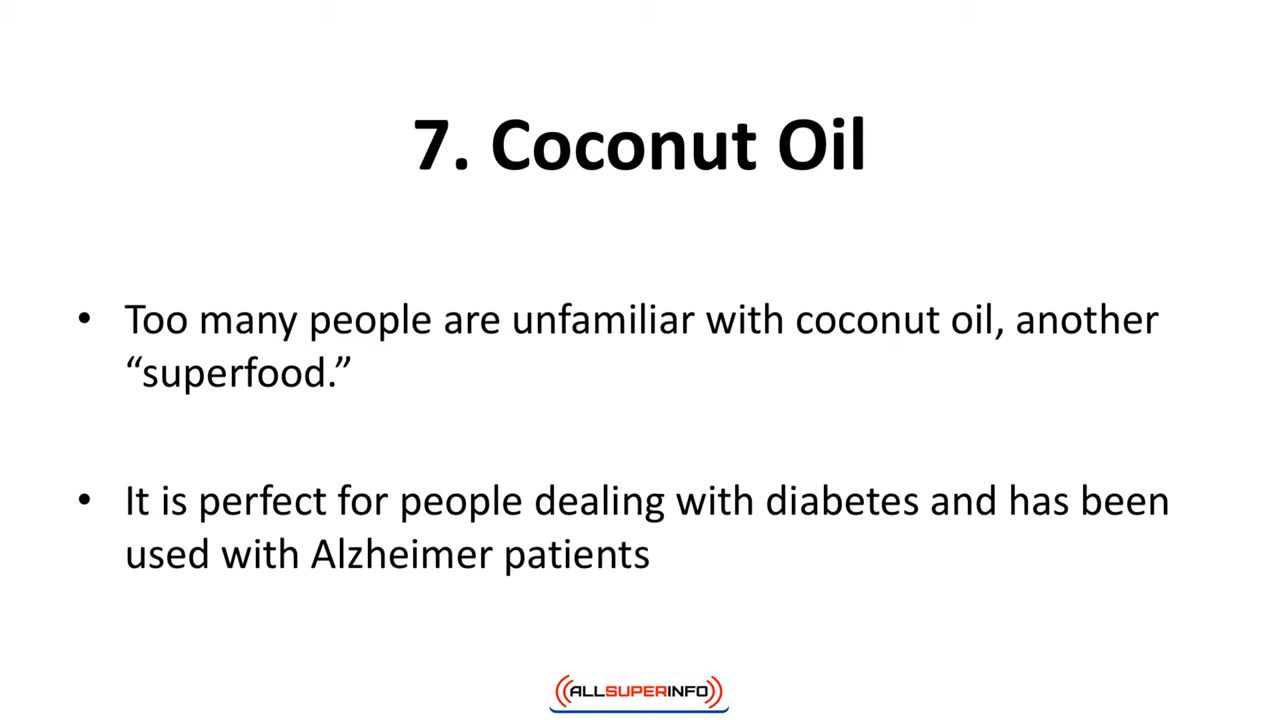 7. Coconut Oil
• Too many people are unfamiliar with coconut oil, another
“superfood.”
• It is perfect for people dealing with diabetes and has been
used with Alzheimer patients
ALLSUPERINFO